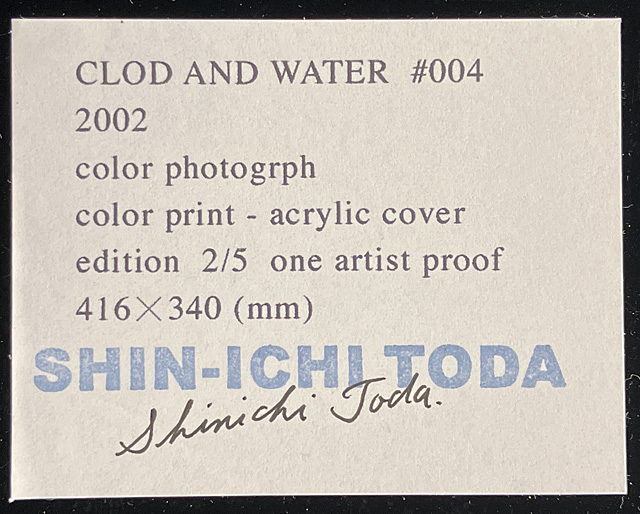 CLOD AND WATER #004
2002
color photogrph
color print - acrylic cover
edition 2/5 one artist proof
416×340 (mm)
SHIN-ICHI TODA
Shinichi Toda.